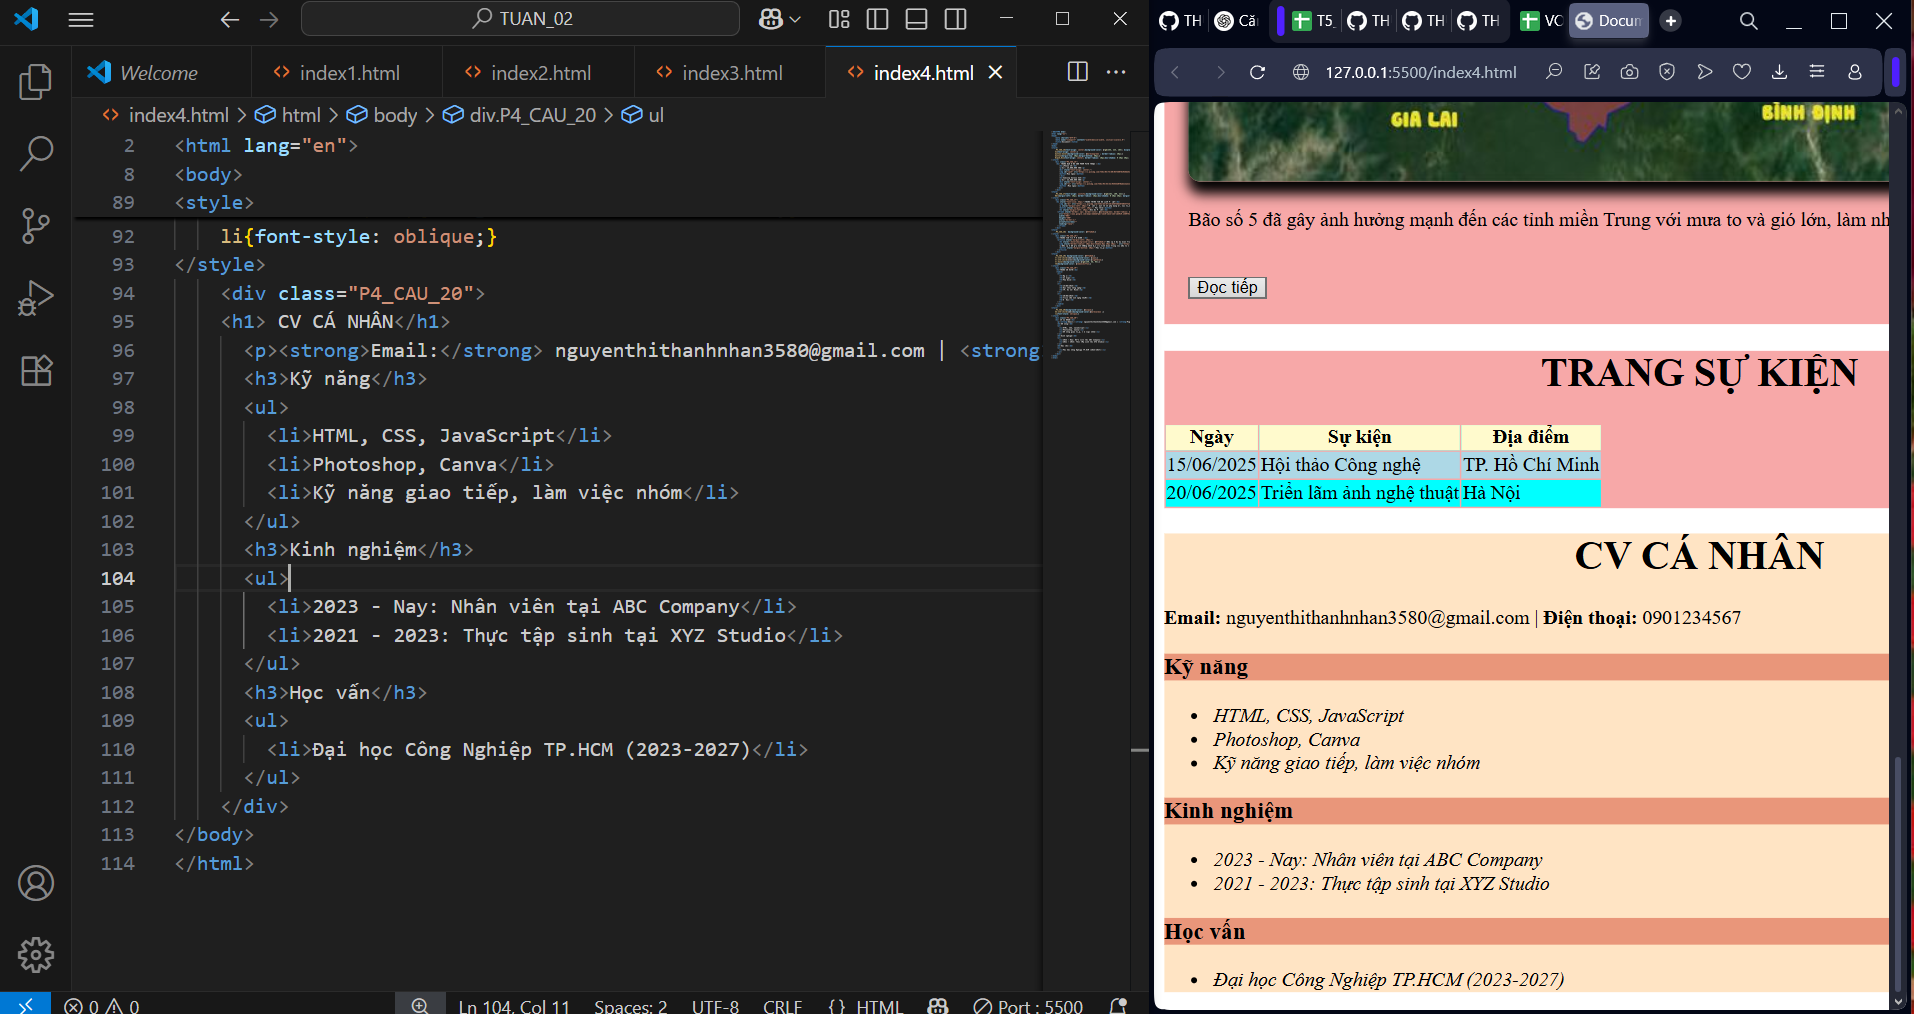 TUAN_02
Welcome
index1.html
index2.html
index3.html
index4.html
index4.html > html > body > div.P4_CAU_20 > ul
2 <html lang="en">
8 <body>
89 <style>
92 li{font-style: oblique;}
93 </style>
94 <div class="P4_CAU_20">
95 <h1> CV CÁ NHÂN</h1>
96 <p><strong>Email:</strong> nguyenthithanhnhan3580@gmail.com | <strong
97 <h3>Kỹ năng</h3>
98 <ul>
99 <li>HTML, CSS, JavaScript</li>
100 <li>Photoshop, Canva</li>
101 <li>Kỹ năng giao tiếp, làm việc nhóm</li>
102 </ul>
103 <h3>Kinh nghiệm</h3>
104 <ul>
105 <li>2023 - Nay: Nhân viên tại ABC Company</li>
106 <li>2021 - 2023: Thực tập sinh tại XYZ Studio</li>
107 </ul>
108 <h3>Học vấn</h3>
109 <ul>
110 <li>Đại học Công Nghiệp TP.HCM (2023-2027)</li>
111 </ul>
112 </div>
113 </body>
114 </html>
0 0 Ln 104, Col 11 Spaces: 2 UTF-8 CRLF {} HTML Port : 5500
TH Că T5 TH TH TH VC Docum
127.0.0.1:5500/index4.html
GIA LAI
BÌNH ĐỊNH
Bão số 5 đã gây ảnh hưởng mạnh đến các tỉnh miền Trung với mưa to và gió lớn, làm nh
Đọc tiếp
TRANG SỰ KIỆN
Ngày Sự kiện Địa điểm
15/06/2025 Hội thảo Công nghệ TP. Hồ Chí Minh
20/06/2025 Triển lãm ảnh nghệ thuật Hà Nội
CV CÁ NHÂN
Email: nguyenthithanhnhan3580@gmail.com | Điện thoại: 0901234567
Kỹ năng
HTML, CSS, JavaScript
Photoshop, Canva
Kỹ năng giao tiếp, làm việc nhóm
Kinh nghiệm
2023 - Nay: Nhân viên tại ABC Company
2021 - 2023: Thực tập sinh tại XYZ Studio
Học vấn
Đại học Công Nghiệp TP.HCM (2023-2027)